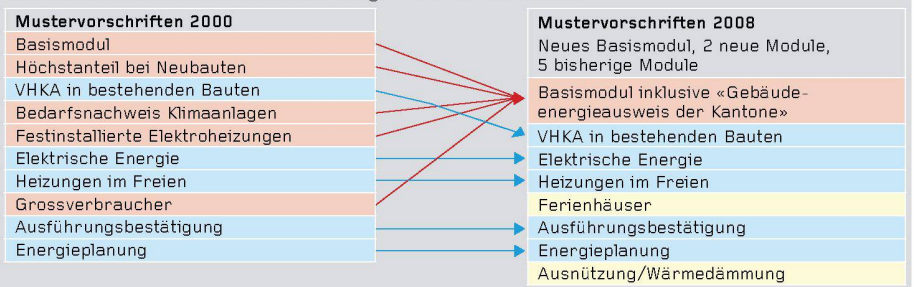 Mustervorschriften 2000
Basismodul
Höchstanteil bei Neubauten
VHKA in bestehenden Bauten
Bedarfsnachweis Klimaanlagen
Festinstallierte Elektroheizungen
Elektrische Energie
Heizungen im Freien
Grossverbraucher
Ausführungsbestätigung
Energieplanung
Mustervorschriften 2008
Neues Basismodul, 2 neue Module,
5 bisherige Module
Basismodul inklusive «Gebäude-
energieausweis der Kantone»
VHKA in bestehenden Bauten
Elektrische Energie
Heizungen im Freien
Ferienhäuser
Ausführungsbestätigung
Energieplanung
Ausnützung/Wärmedämmung